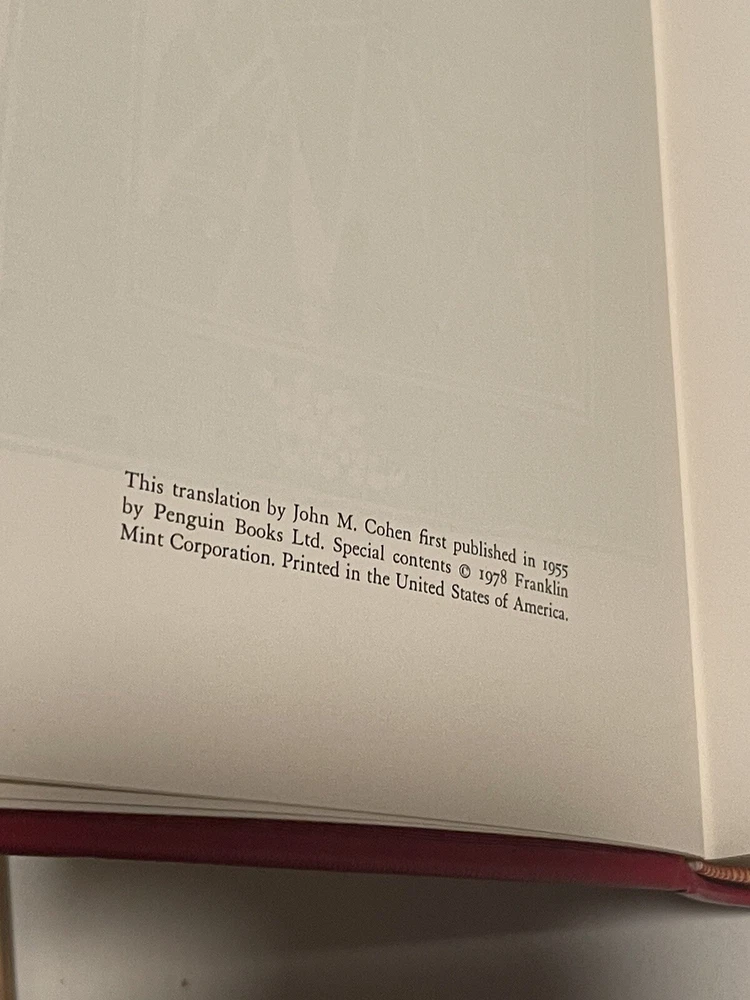 This translation by John M. Cohen first published in 1955
by Penguin Books Ltd. Special contents © 1978 Franklin
Mint Corporation. Printed in the United States of America.